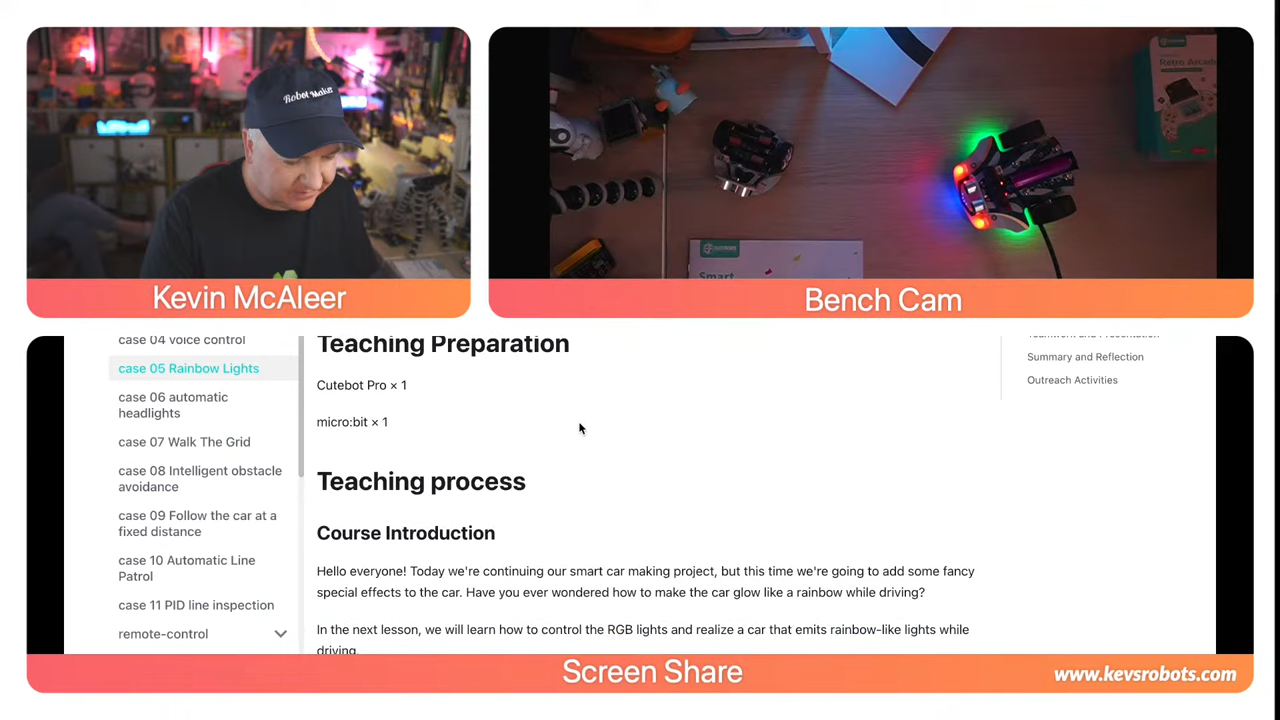 Robot Maker
Retro Arcade
Smart
Kevin McAleer
Bench Cam
case 04 voice control
case 05 Rainbow Lights
case 06 automatic
headlights
case 07 Walk The Grid
case 08 Intelligent obstacle
avoidance
case 09 Follow the car at a
fixed distance
case 10 Automatic Line
Patrol
case 11 PID line inspection
remote-control
Teaching Preparation
Cutebot Pro × 1
micro:bit × 1
Teaching process
Course Introduction
Hello everyone! Today we're continuing our smart car making project, but this time we're going to add some fancy
special effects to the car. Have you ever wondered how to make the car glow like a rainbow while driving?
In the next lesson, we will learn how to control the RGB lights and realize a car that emits rainbow-like lights while
driving.
Teamwork and Presentation
Summary and Reflection
Outreach Activities
Screen Share
www.kevsrobots.com